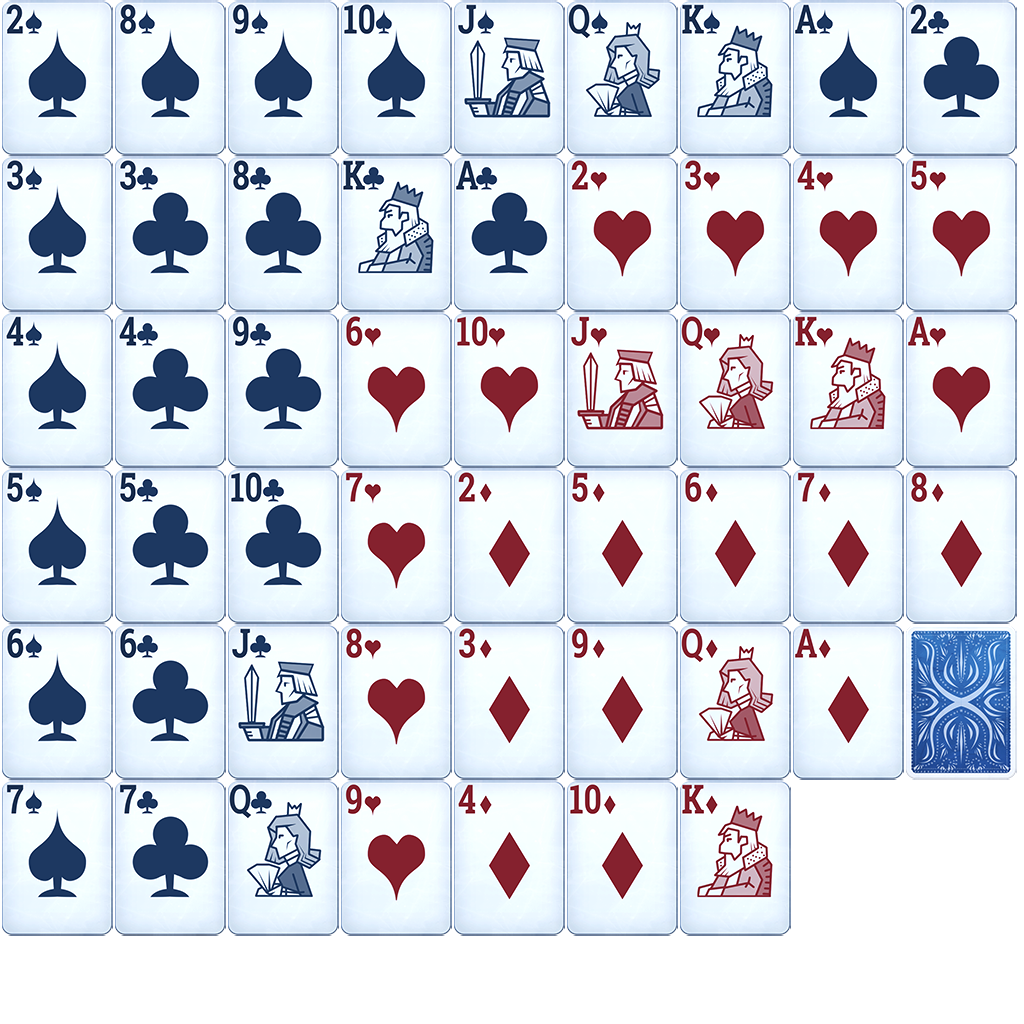 2♠ 8♠ 9♠ 10♠ J♠ Q♠ K♠ A♠ 2♣
3♠ 3♣ 8♣ K♣ A♣ 2♥ 3♥ 4♥ 5♥
4♠ 4♣ 9♣ 6♥ 10♥ J♥ Q♥ K♥ A♥
5♠ 5♣ 10♣ 7♥ 2♦ 5♦ 6♦ 7♦ 8♦
6♠ 6♣ J♣ 8♥ 3♦ 9♦ Q♦ A♦
7♠ 7♣ Q♣ 9♥ 4♦ 10♦ K♦